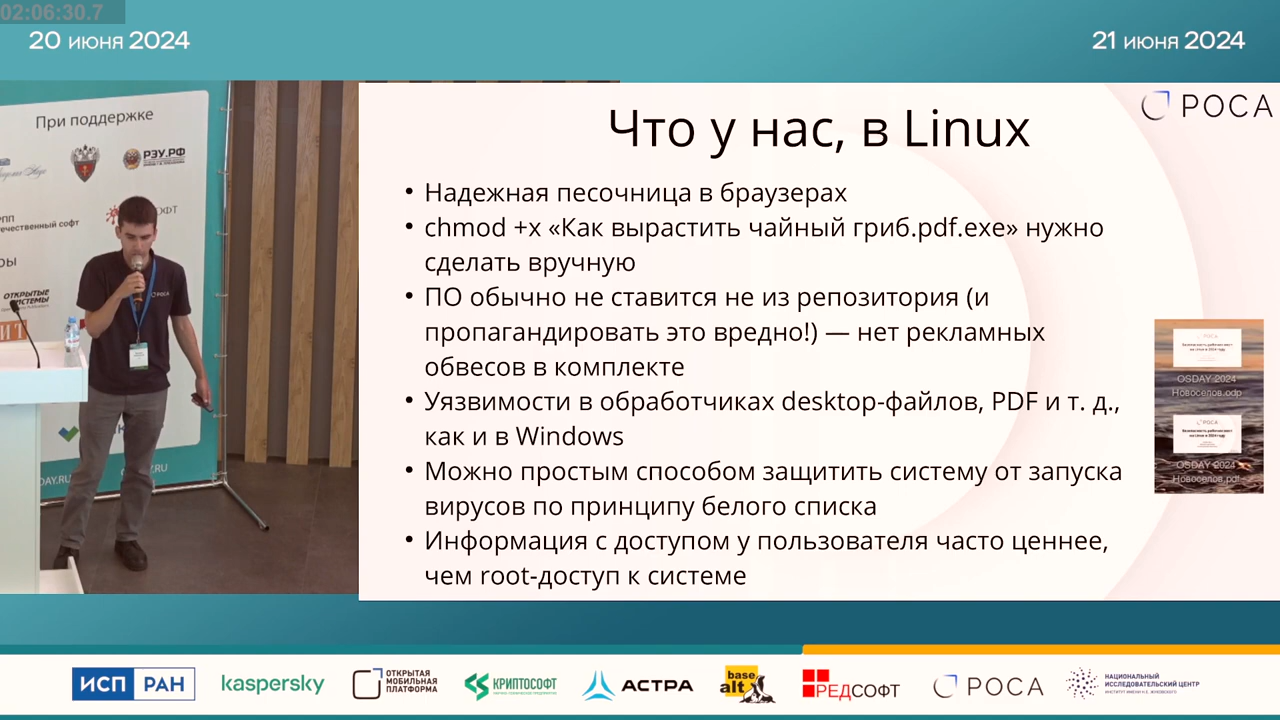 02:06:30.7
20 июня 2024
21 июня 2024
При поддержке
РЭУ.РФ
ОТКРЫТЫЕ
СИСТЕМЫ
РОСА
РОСА
Что у нас, в Linux
• Надежная песочница в браузерах
• chmod +x «Как вырастить чайный гриб.pdf.exe» нужно
сделать вручную
• ПО обычно не ставится не из репозитория (и
пропагандировать это вредно!) — нет рекламных
обвесов в комплекте
• Уязвимости в обработчиках desktop-файлов, PDF и т. д.,
как и в Windows
• Можно простым способом защитить систему от запуска
вирусов по принципу белого списка
• Информация с доступом у пользователя часто ценнее,
чем root-доступ к системе
OSDAY 2024
Новоселов.odp
OSDAY 2024
Новоселов.pdf
ИСП РАН
kaspersky
ОТКРЫТАЯ
МОБИЛЬНАЯ
ПЛАТФОРМА
КРИПТОСОФТ
АСТРА
base
alt
РЕДСОФТ
РОСА
НАЦИОНАЛЬНЫЙ
ИССЛЕДОВАТЕЛЬСКИЙ ЦЕНТР